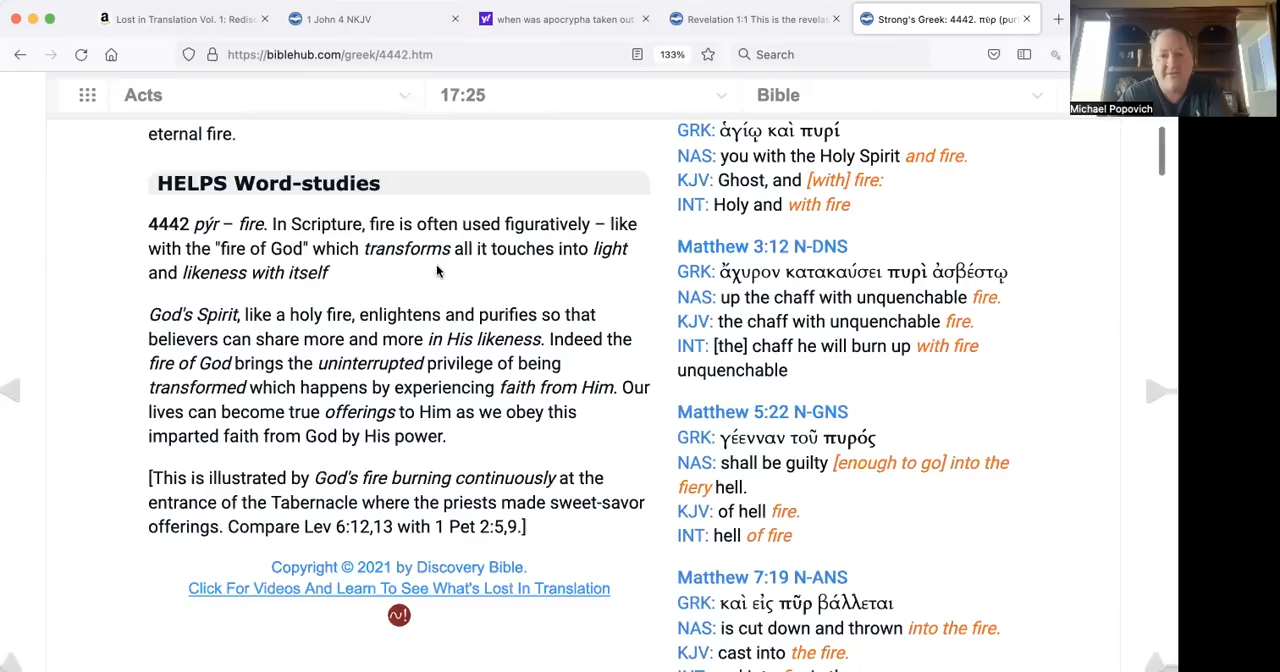 Lost in Translation Vol. 1: Redis
1 John 4 NKJV
when was apocrypha taken out
Revelation 1:1 This is the revela
Strong's Greek: 4442. πῦρ (pur
https://biblehub.com/greek/4442.htm
133%
Search
Michael Popovich
Acts
17:25
Bible
eternal fire.
HELPS Word-studies
4442 pýr – fire. In Scripture, fire is often used figuratively – like
with the "fire of God" which transforms all it touches into light
and likeness with itself
God's Spirit, like a holy fire, enlightens and purifies so that
believers can share more and more in His likeness. Indeed the
fire of God brings the uninterrupted privilege of being
transformed which happens by experiencing faith from Him. Our
lives can become true offerings to Him as we obey this
imparted faith from God by His power.
[This is illustrated by God's fire burning continuously at the
entrance of the Tabernacle where the priests made sweet-savor
offerings. Compare Lev 6:12,13 with 1 Pet 2:5,9.]
Copyright © 2021 by Discovery Bible.
Click For Videos And Learn To See What's Lost In Translation
GRK: ἁγίῳ καὶ πυρί
NAS: you with the Holy Spirit and fire.
KJV: Ghost, and [with] fire:
INT: Holy and with fire
Matthew 3:12 N-DNS
GRK: ἄχυρον κατακαύσει πυρὶ ἀσβέστῳ
NAS: up the chaff with unquenchable fire.
KJV: the chaff with unquenchable fire.
INT: [the] chaff he will burn up with fire
unquenchable
Matthew 5:22 N-GNS
GRK: γέενναν τοῦ πυρός
NAS: shall be guilty [enough to go] into the
fiery hell.
KJV: of hell fire.
INT: hell of fire
Matthew 7:19 N-ANS
GRK: καὶ εἰς πῦρ βάλλεται
NAS: is cut down and thrown into the fire.
KJV: cast into the fire.